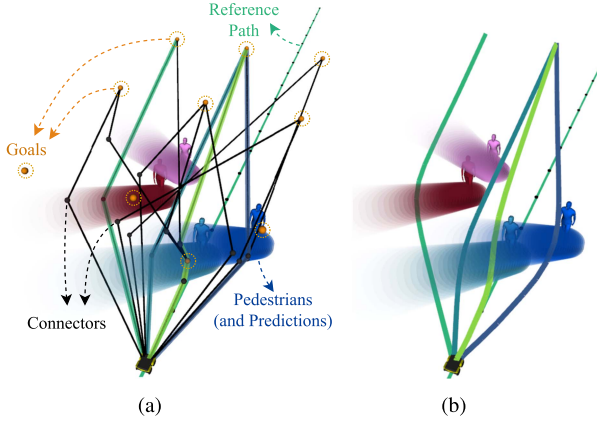 Reference
Path
Goals
Connectors
Pedestrians
(and Predictions)
(a)
(b)